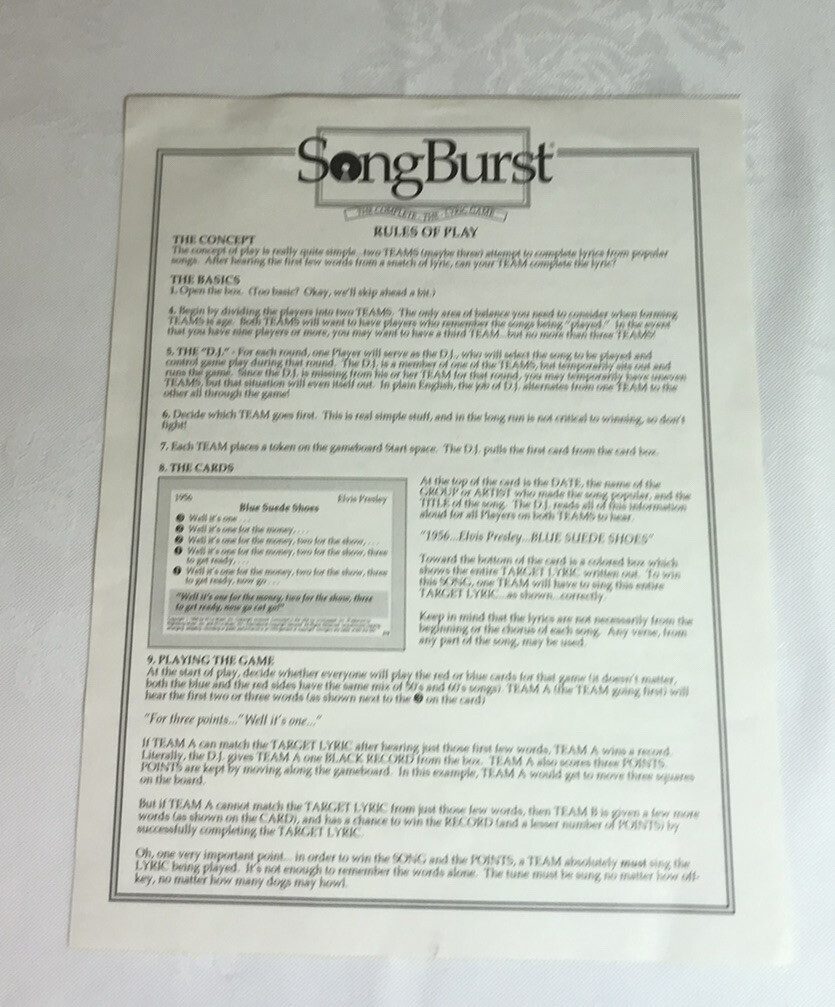 SongBurst
THE COMPLETE - THE - LYRIC GAME
RULES OF PLAY
THE CONCEPT
The concept of play is really quite simple...two TEAMS (maybe three) attempt to complete lyrics from popular
songs. After hearing the first few words from a snatch of lyric, can your TEAM complete the lyric?
THE BASICS
1. Open the box. (Too basic? Okay, we'll skip ahead a bit.)
4. Begin by dividing the players into two TEAMS. The only area of balance you need to consider when forming
TEAMS is age. Both TEAMS will want to have players who remember the songs being "played." In the event
that you have nine players or more, you may want to have a third TEAM...but no more than three TEAMS!
5. THE "D.J." - For each round, one Player will serve as the D.J., who will select the song to be played and
control game play during that round. The D.J. is a member of one of the TEAMS, but temporarily sits out and
runs the game. Since the D.J. is missing from his or her TEAM for that round, you may temporarily have uneven
TEAMS, but that situation will even itself out. In plain English, the job of D.J. alternates from one TEAM to the
other all through the game!
6. Decide which TEAM goes first. This is real simple stuff, and in the long run is not critical to winning, so don't
fight!
7. Each TEAM places a token on the gameboard Start space. The D.J. pulls the first card from the card box.
8. THE CARDS
1956 Elvis Presley
Blue Suede Shoes
3 Well it's one . . .
2 Well it's one for the money, . . .
Well it's one for the money, two for the show, . . .
1 Well it's one for the money, two for the show, three
to get ready, . . .
Well it's one for the money, two for the show, three
to get ready, now go . . .
"Well it's one for the money, two for the show, three
to get ready, now go cat go!"
At the top of the card is the DATE, the name of the
GROUP or ARTIST who made the song popular, and the
TITLE of the song. The D.J. reads all of this information
aloud for all Players on both TEAMS to hear.
"1956...Elvis Presley...BLUE SUEDE SHOES"
Toward the bottom of the card is a colored box which
shows the entire TARGET LYRIC written out. To win
this SONG, one TEAM will have to sing this entire
TARGET LYRIC...as shown...correctly.
Keep in mind that the lyrics are not necessarily from the
beginning or the chorus of each song. Any verse, from
any part of the song, may be used.
9. PLAYING THE GAME
At the start of play, decide whether everyone will play the red or blue cards for that game (it doesn't matter,
both the blue and the red sides have the same mix of 50's and 60's songs). TEAM A (the TEAM going first) will
hear the first two or three words (as shown next to the 3 on the card)
"For three points..."Well it's one..."
If TEAM A can match the TARGET LYRIC after hearing just those first few words, TEAM A wins a record.
Literally, the D.J. gives TEAM A one BLACK RECORD from the box. TEAM A also scores three POINTS.
POINTS are kept by moving along the gameboard. In this example, TEAM A would get to move three squares
on the board.
But if TEAM A cannot match the TARGET LYRIC from just those few words, then TEAM B is given a few more
words (as shown on the CARD), and has a chance to win the RECORD (and a lesser number of POINTS) by
successfully completing the TARGET LYRIC.
Oh, one very important point... in order to win the SONG and the POINTS, a TEAM absolutely must sing the
LYRIC being played. It's not enough to remember the words alone. The tune must be sung no matter how off-
key, no matter how many dogs may howl.